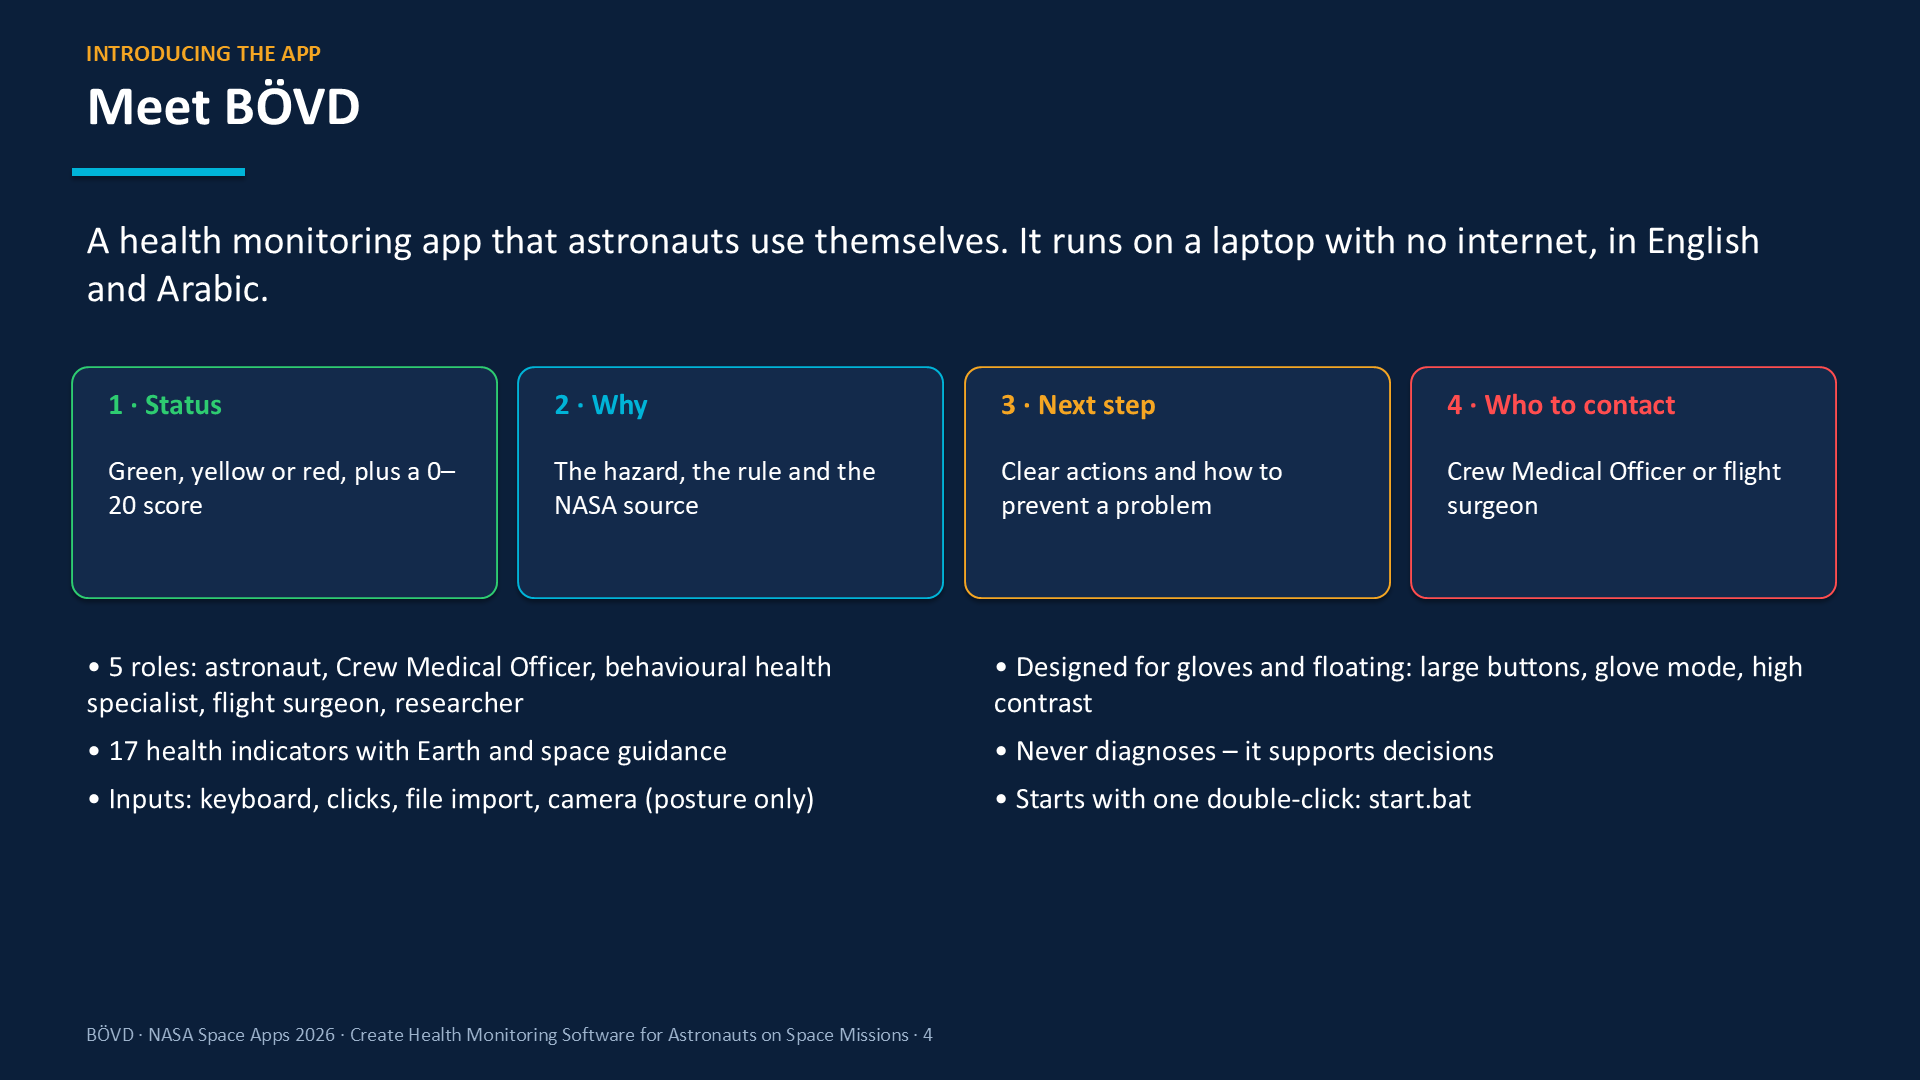 INTRODUCING THE APP
Meet BÖVD
A health monitoring app that astronauts use themselves. It runs on a laptop with no internet, in English
and Arabic.
1 · Status
Green, yellow or red, plus a 0–
20 score
2 · Why
The hazard, the rule and the
NASA source
3 · Next step
Clear actions and how to
prevent a problem
4 · Who to contact
Crew Medical Officer or flight
surgeon
• 5 roles: astronaut, Crew Medical Officer, behavioural health
specialist, flight surgeon, researcher
• 17 health indicators with Earth and space guidance
• Inputs: keyboard, clicks, file import, camera (posture only)
• Designed for gloves and floating: large buttons, glove mode, high
contrast
• Never diagnoses – it supports decisions
• Starts with one double-click: start.bat
BÖVD · NASA Space Apps 2026 · Create Health Monitoring Software for Astronauts on Space Missions · 4